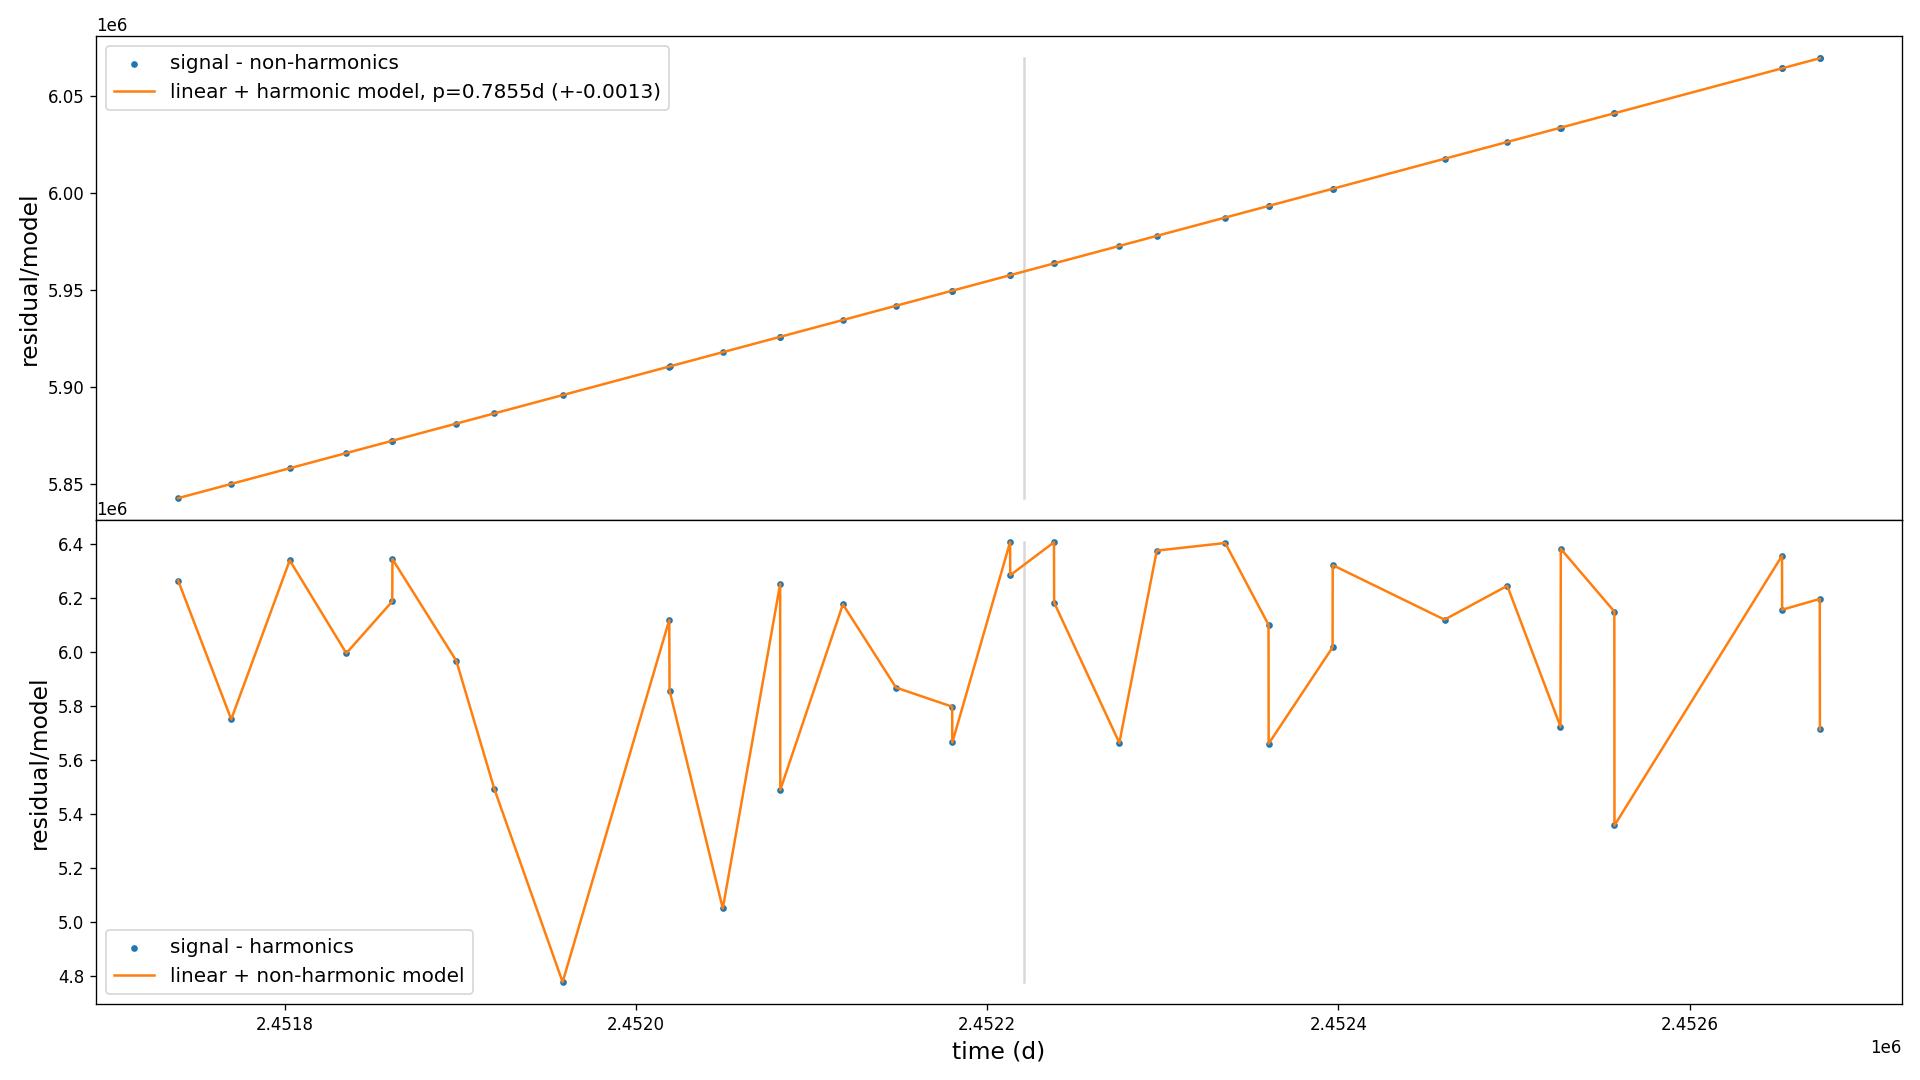 1e6
signal - non-harmonics
linear + harmonic model, p=0.7855d (+-0.0013)
6.05
6.00
5.95
5.90
5.85
residual/model
1e6
6.4
6.2
6.0
5.8
5.6
5.4
5.2
5.0
4.8
residual/model
signal - harmonics
linear + non-harmonic model
2.4518
2.4520
2.4522
2.4524
2.4526
time (d)
1e6